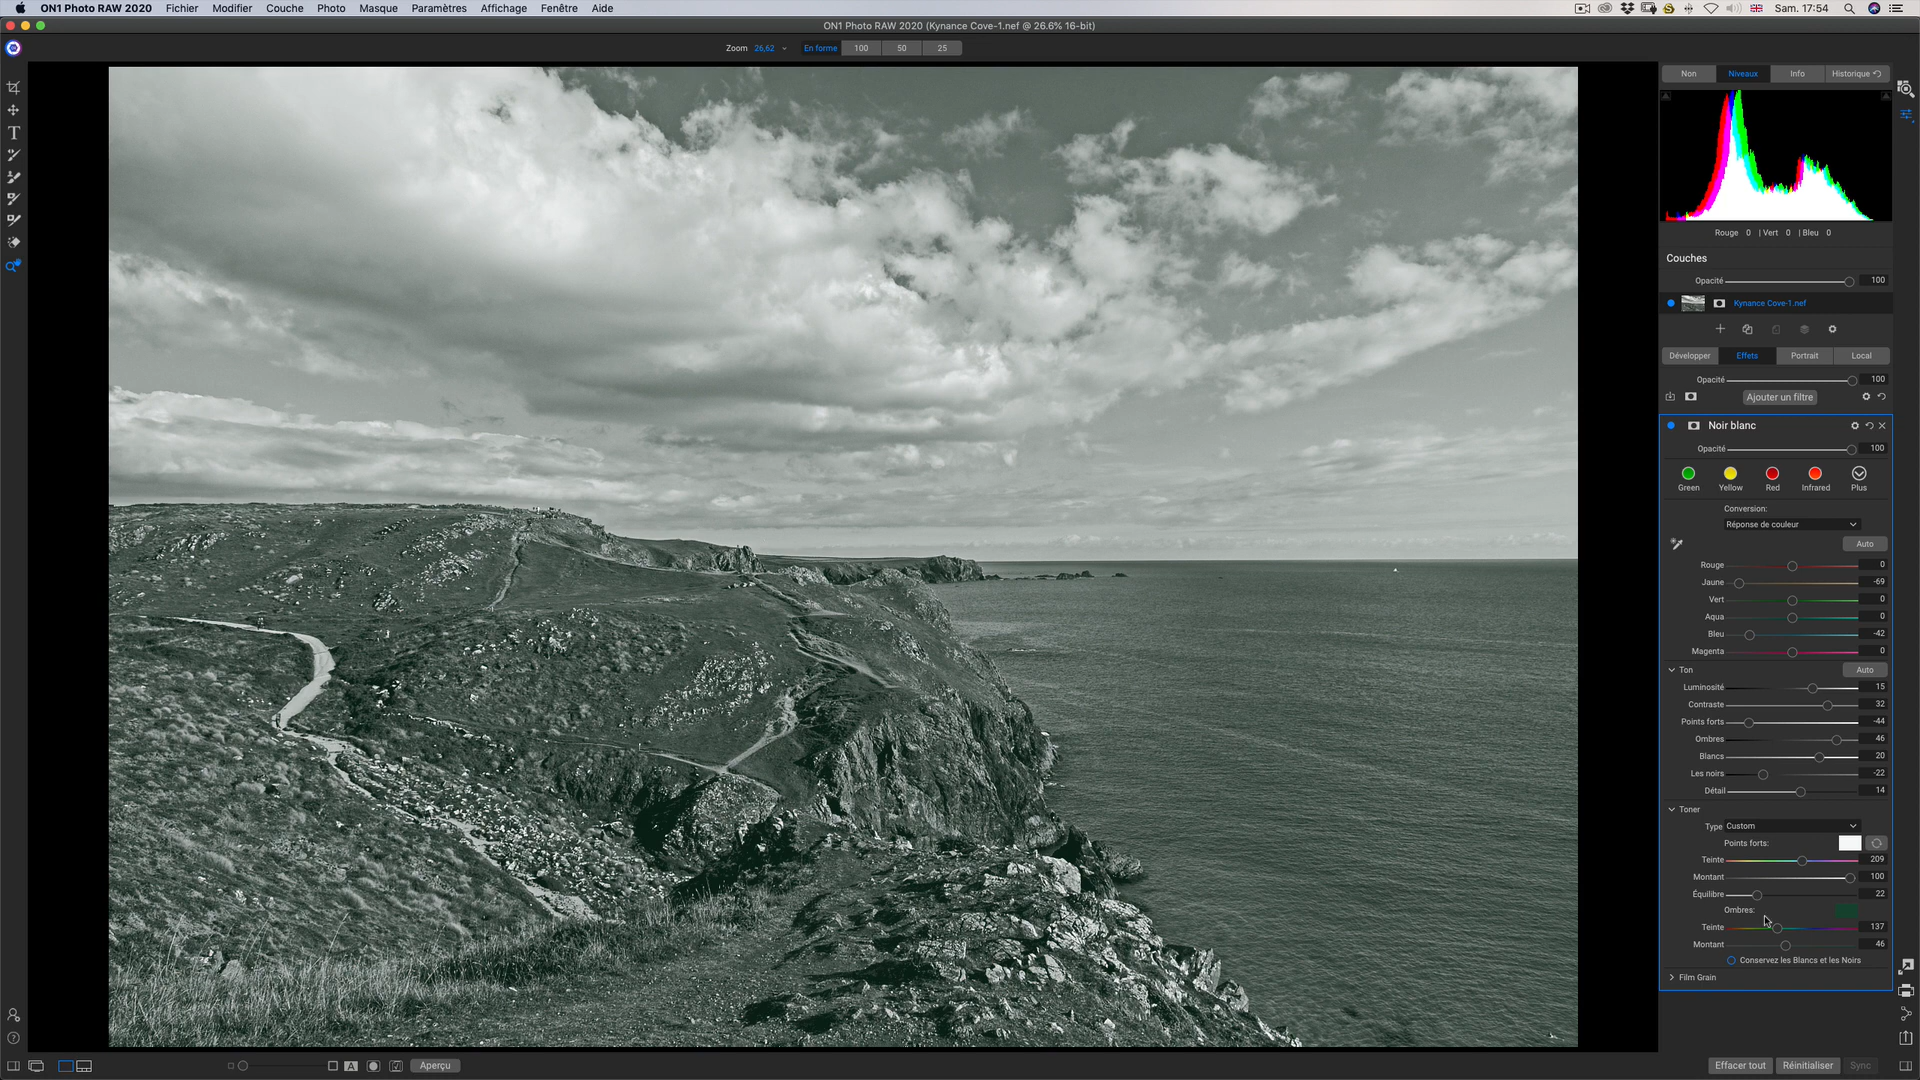 ON1 Photo RAW 2020 Fichier Modifier Couche Photo Masque Paramètres Affichage Fenêtre Aide Sam. 17:54
ON1 Photo RAW 2020 (Kynance Cove-1.nef @ 26.6% 16-bit)
Zoom 26,62 En forme 100 50 25
Non Niveaux Info Historique
Rouge 0 | Vert 0 | Bleu 0
Couches
Opacité 100
Kynance Cove-1.nef
Développer Effets Portrait Local
Opacité 100
Ajouter un filtre
Noir blanc
Opacité 100
Green Yellow Red Infrared Plus
Conversion:
Réponse de couleur
Auto
Rouge 0
Jaune -69
Vert 0
Aqua 0
Bleu -42
Magenta 0
Ton Auto
Luminosité 15
Contraste 32
Points forts -44
Ombres 46
Blancs 20
Les noirs -22
Détail 14
Toner
Type Custom
Points forts:
Teinte 209
Montant 100
Équilibre 22
Ombres:
Teinte 137
Montant 46
Conservez les Blancs et les Noirs
Film Grain
A Aperçu Effacer tout Réinitialiser Sync